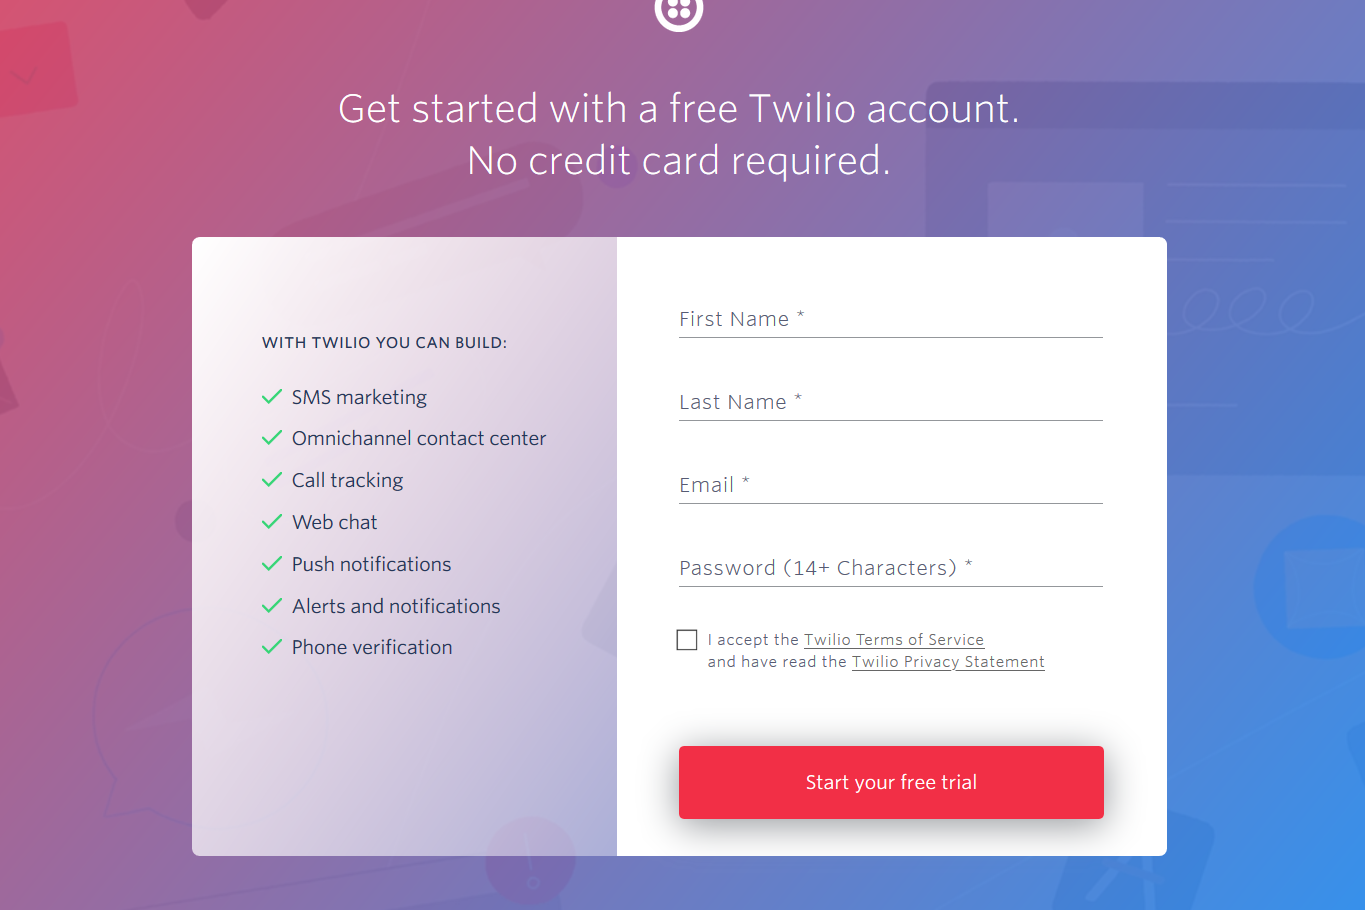 Get started with a free Twilio account.
No credit card required.
WITH TWILIO YOU CAN BUILD:
SMS marketing
Omnichannel contact center
Call tracking
Web chat
Push notifications
Alerts and notifications
Phone verification
First Name *
Last Name *
Email *
Password (14+ Characters) *
I accept the Twilio Terms of Service
and have read the Twilio Privacy Statement
Start your free trial